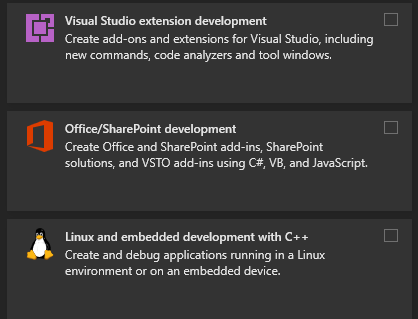 Visual Studio extension development
Create add-ons and extensions for Visual Studio, including
new commands, code analyzers and tool windows.
Office/SharePoint development
Create Office and SharePoint add-ins, SharePoint
solutions, and VSTO add-ins using C#, VB, and JavaScript.
Linux and embedded development with C++
Create and debug applications running in a Linux
environment or on an embedded device.